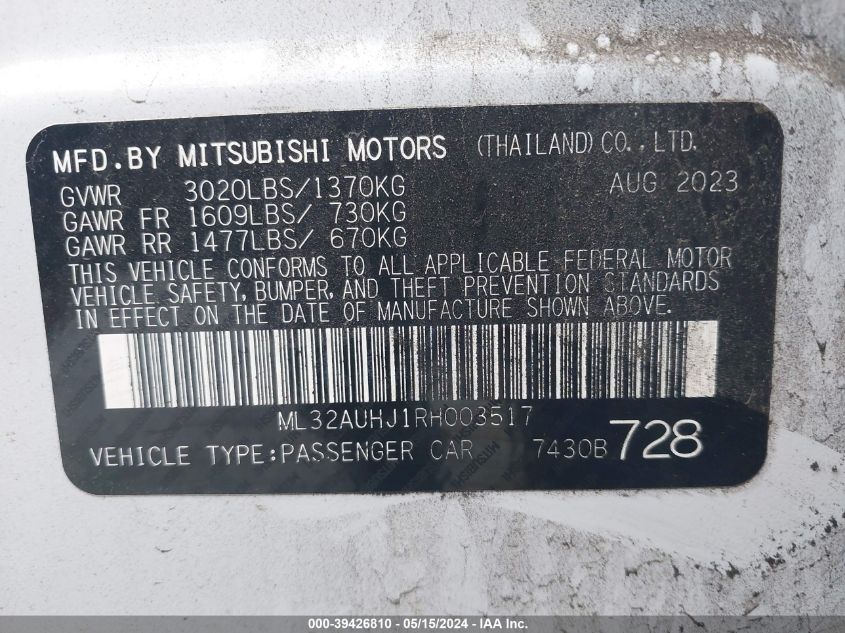 MFD.BY MITSUBISHI MOTORS (THAILAND) CO.,LTD.
GVWR 3020LBS/1370KG AUG 2023
GAWR FR 1609LBS/ 730KG
GAWR RR 1477LBS/ 670KG
THIS VEHICLE CONFORMS TO ALL APPLICABLE FEDERAL MOTOR
VEHICLE SAFETY, BUMPER, AND THEFT PREVENTION STANDARDS
IN EFFECT ON THE DATE OF MANUFACTURE SHOWN ABOVE.
ML32AUHJ1RH003517
VEHICLE TYPE:PASSENGER CAR 7430B 728
000-39426810 - 05/15/2024 - IAA Inc.